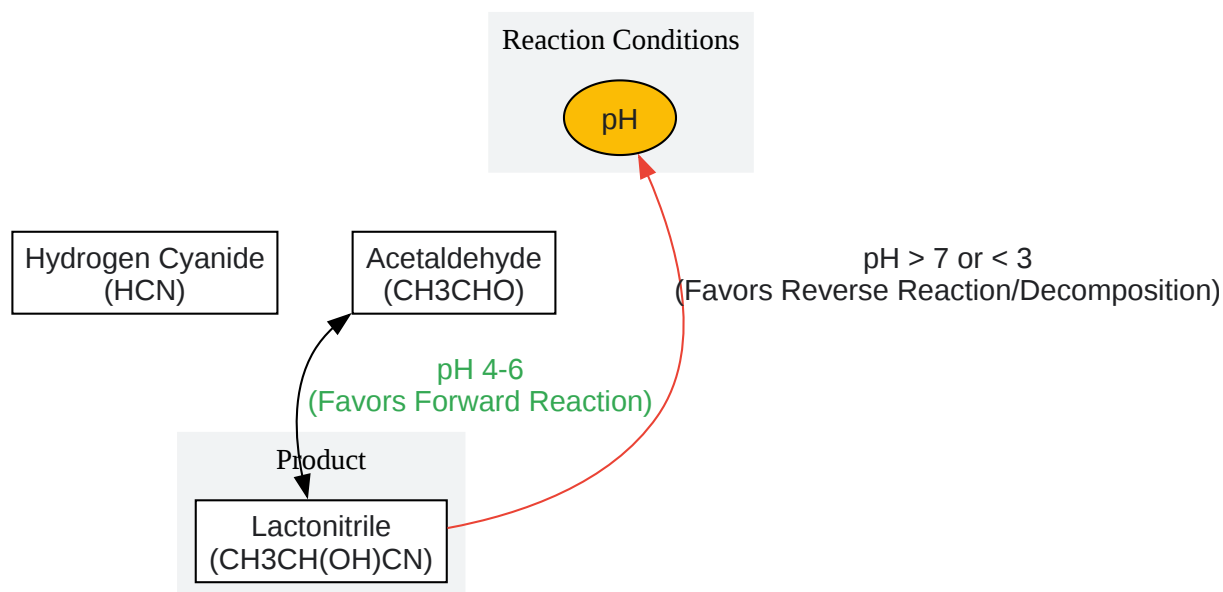 Reaction Conditions
pH
Hydrogen Cyanide
(HCN)
Acetaldehyde
(CH3CHO)
pH > 7 or < 3
(Favors Reverse Reaction/Decomposition)
pH 4-6
(Favors Forward Reaction)
Product
Lactonitrile
(CH3CH(OH)CN)